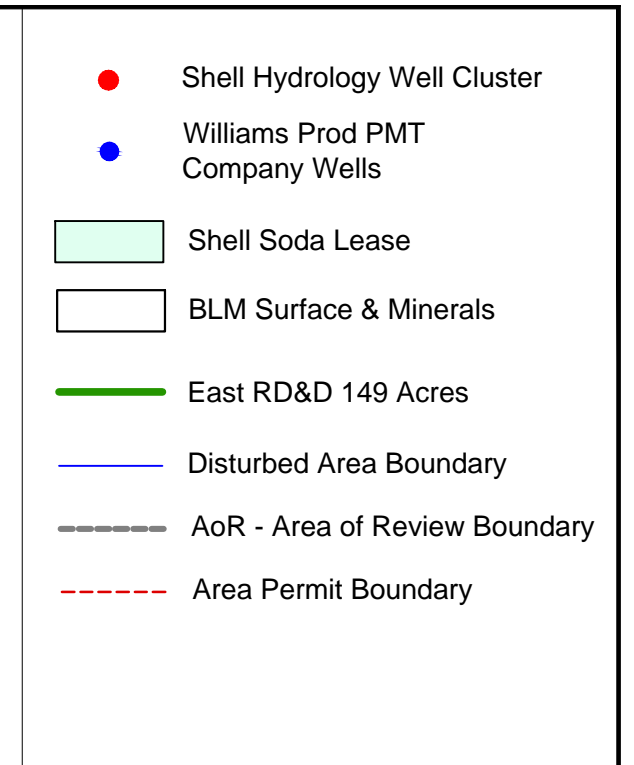 Shell Hydrology Well Cluster
Williams Prod PMT
Company Wells
Shell Soda Lease
BLM Surface & Minerals
East RD&D 149 Acres
Disturbed Area Boundary
AoR - Area of Review Boundary
Area Permit Boundary